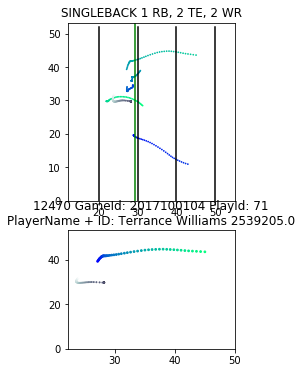 SINGLEBACK 1 RB, 2 TE, 2 WR
50
40
30
20
10
0
20 30 40 50
12470 GameId: 2017100104 PlayId: 71
PlayerName + ID: Terrance Williams 2539205.0
40
20
0
30 40 50